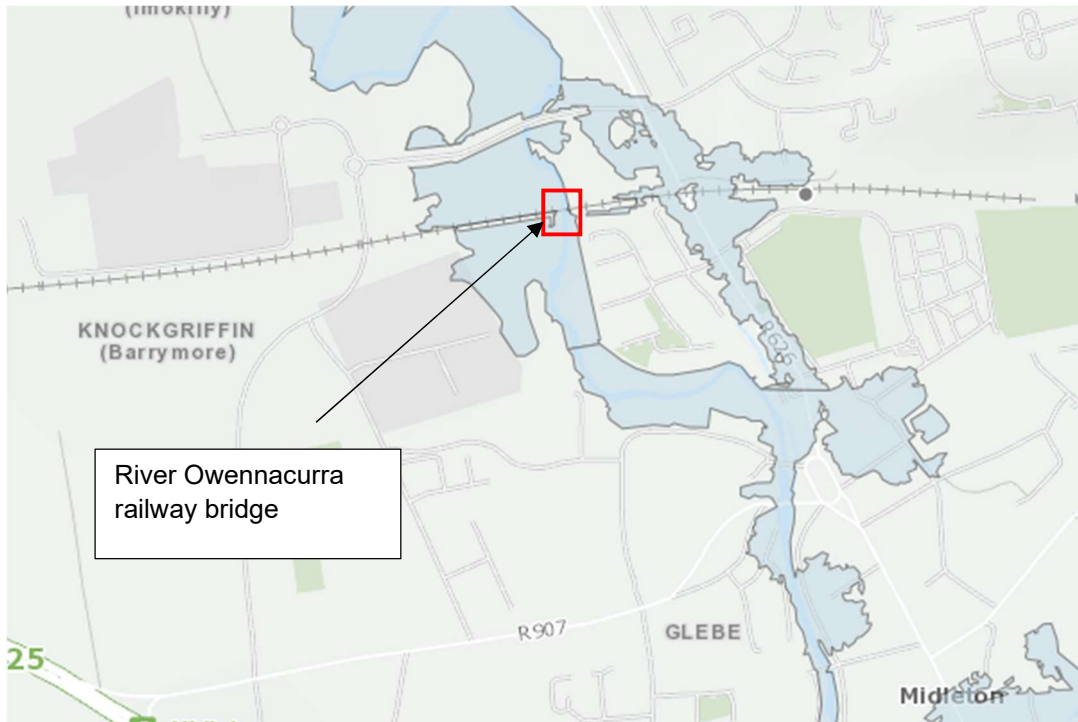 (Imokilly)
KNOCKGRIFFIN
(Barrymore)
River Owennacurra
railway bridge
R626
R907
GLEBE
25
Midleton